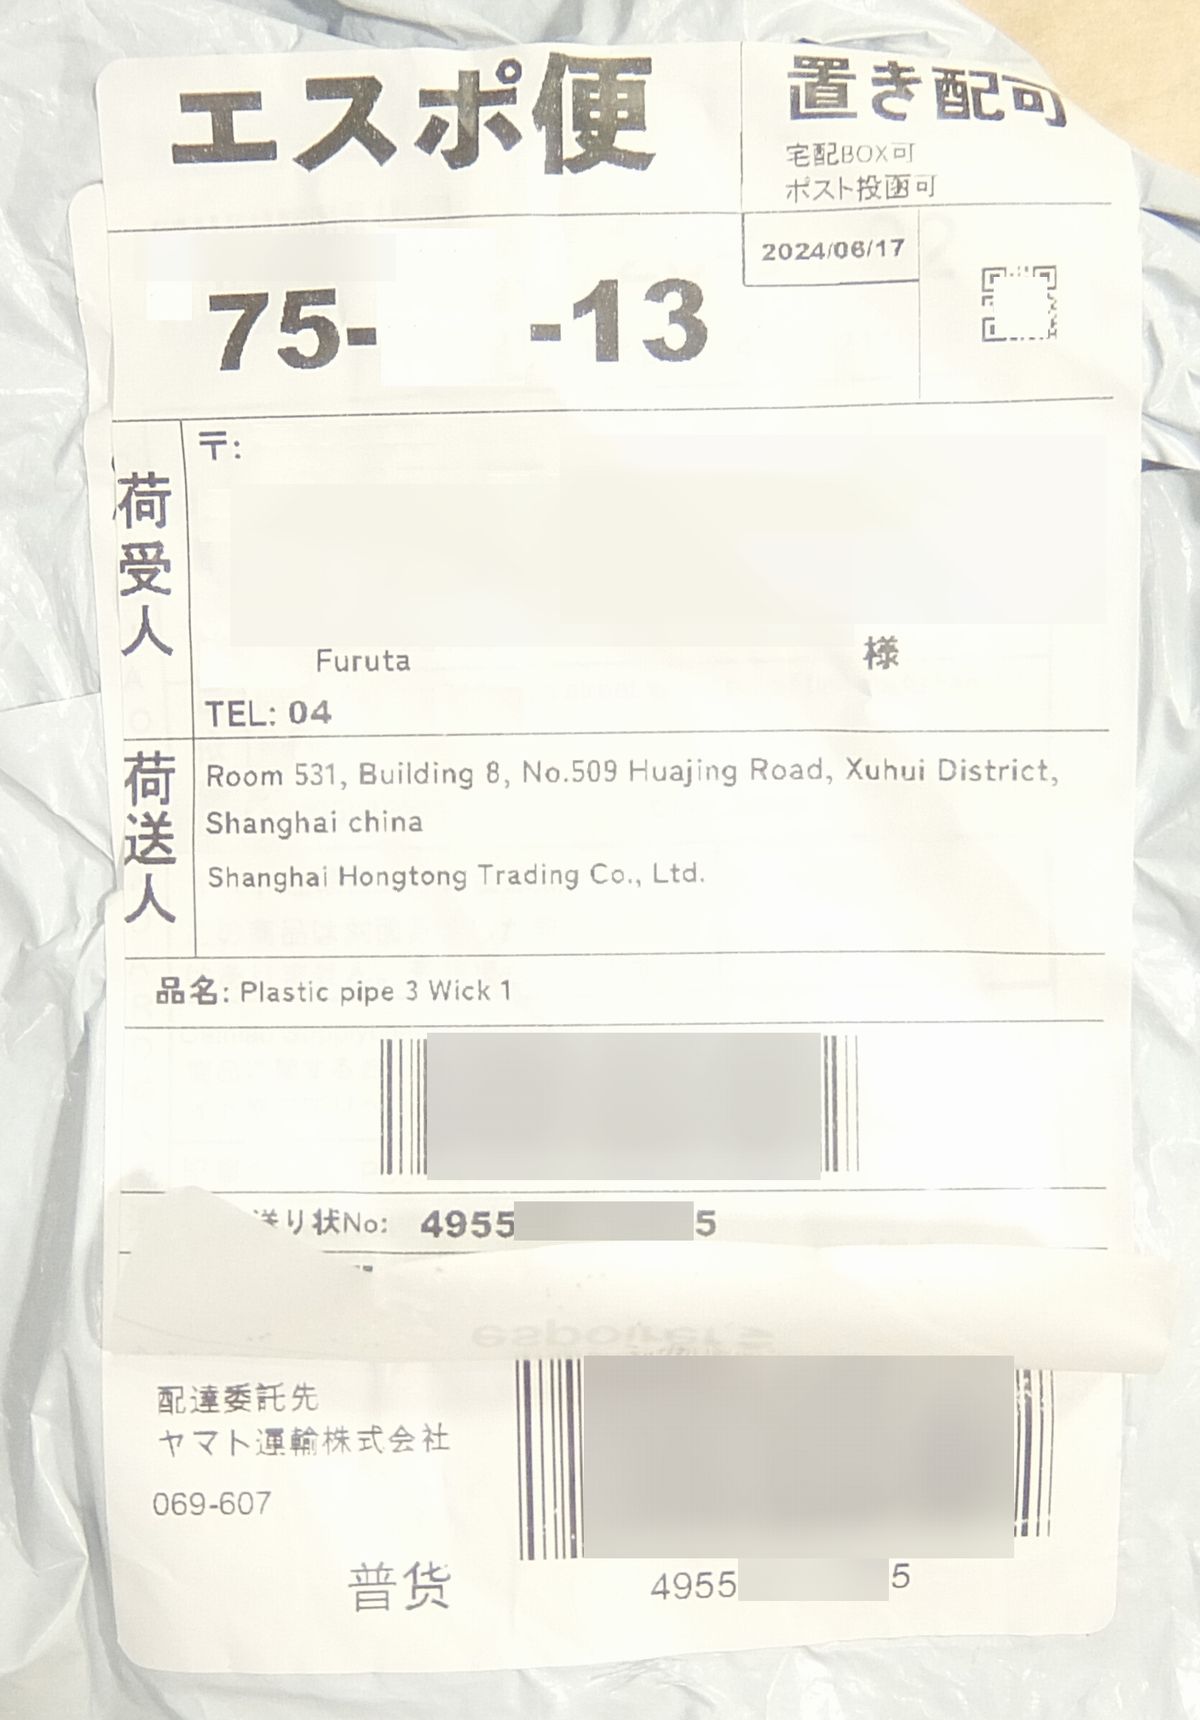 エスポ便
置き配可
宅配BOX可
ポスト投函可
2024/06/17
75- -13
荷受人
〒:
Furuta 様
TEL: 04
荷送人
Room 531, Building 8, No.509 Huajing Road, Xuhui District,
Shanghai china
Shanghai Hongtong Trading Co., Ltd.
品名: Plastic pipe 3 Wick 1
送り状No: 4955 5
配達委託先
ヤマト運輸株式会社
069-607
普货
4955 5